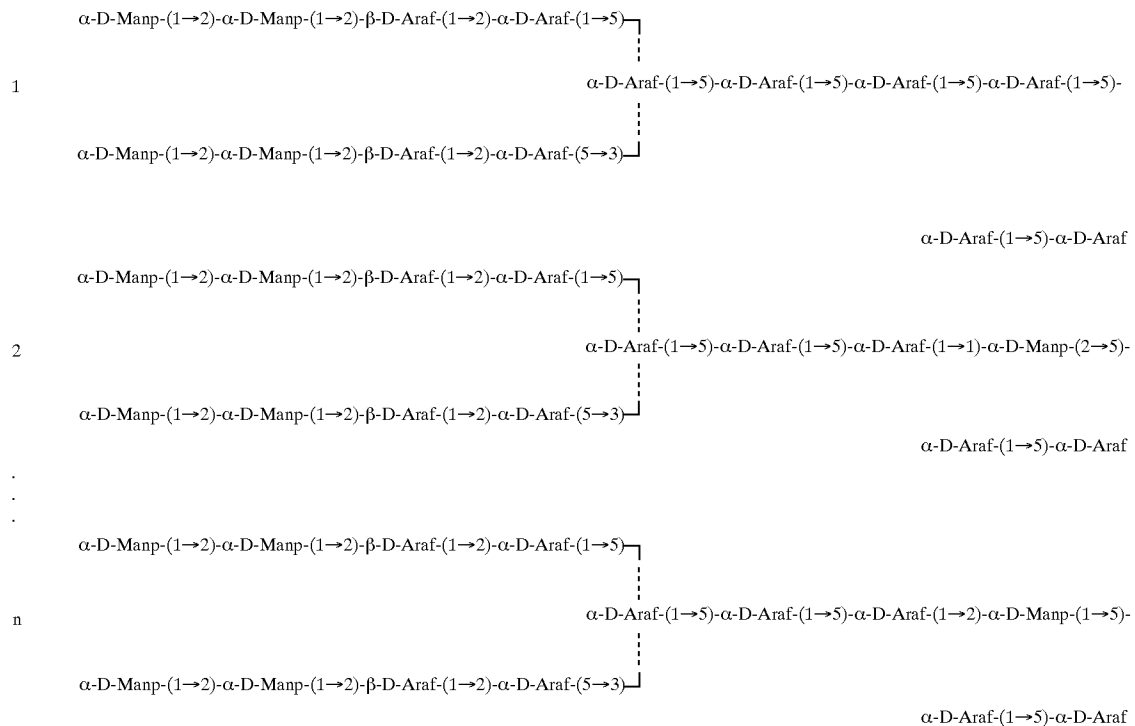 α-D-Manp-(1→2)-α-D-Manp-(1→2)-β-D-Araf-(1→2)-α-D-Araf-(1→5)
1
α-D-Araf-(1→5)-α-D-Araf-(1→5)-α-D-Araf-(1→5)-α-D-Araf-(1→5)-
α-D-Manp-(1→2)-α-D-Manp-(1→2)-β-D-Araf-(1→2)-α-D-Araf-(5→3)
α-D-Araf-(1→5)-α-D-Araf
α-D-Manp-(1→2)-α-D-Manp-(1→2)-β-D-Araf-(1→2)-α-D-Araf-(1→5)
2
α-D-Araf-(1→5)-α-D-Araf-(1→5)-α-D-Araf-(1→1)-α-D-Manp-(2→5)-
α-D-Manp-(1→2)-α-D-Manp-(1→2)-β-D-Araf-(1→2)-α-D-Araf-(5→3)
α-D-Araf-(1→5)-α-D-Araf
.
.
.
α-D-Manp-(1→2)-α-D-Manp-(1→2)-β-D-Araf-(1→2)-α-D-Araf-(1→5)
n
α-D-Araf-(1→5)-α-D-Araf-(1→5)-α-D-Araf-(1→2)-α-D-Manp-(1→5)-
α-D-Manp-(1→2)-α-D-Manp-(1→2)-β-D-Araf-(1→2)-α-D-Araf-(5→3)
α-D-Araf-(1→5)-α-D-Araf